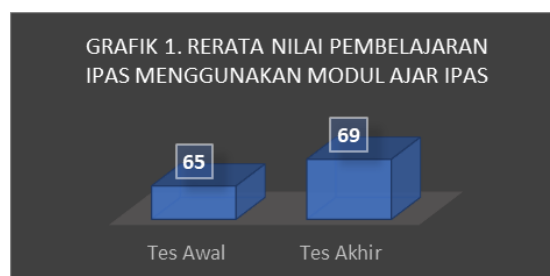 GRAFIK 1. RERATA NILAI PEMBELAJARAN
IPAS MENGGUNAKAN MODUL AJAR IPAS
65
69
Tes Awal
Tes Akhir